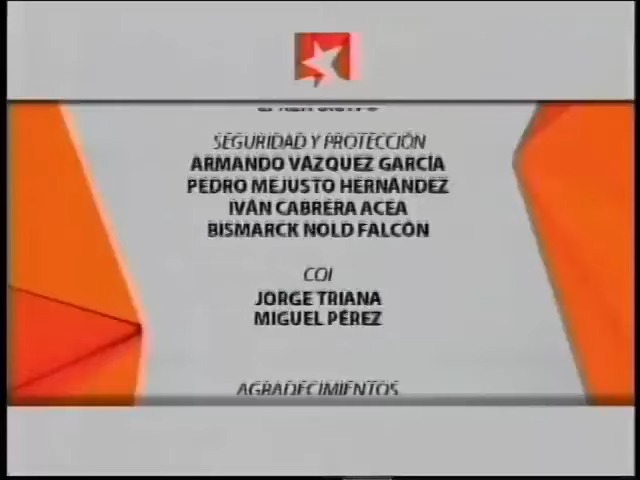 SEGURIDAD Y PROTECCIÓN
ARMANDO VÁZQUEZ GARCÍA
PEDRO MEJUSTO HERNÁNDEZ
IVÁN CABRERA ACEA
BISMARCK NOLD FALCÓN
COI
JORGE TRIANA
MIGUEL PÉREZ
AGRADECIMIENTOS